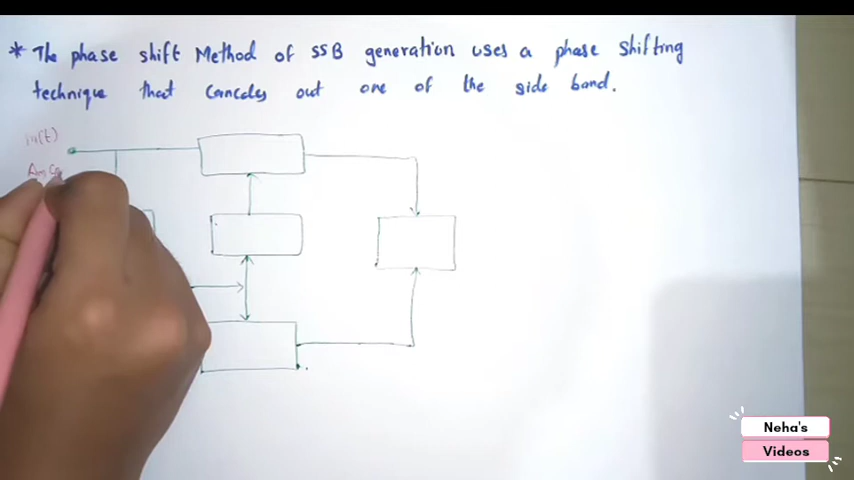 * The phase shift Method of SSB generation uses a phase shifting
technique that Cancels out one of the side band.
m(t)
Neha's
Videos